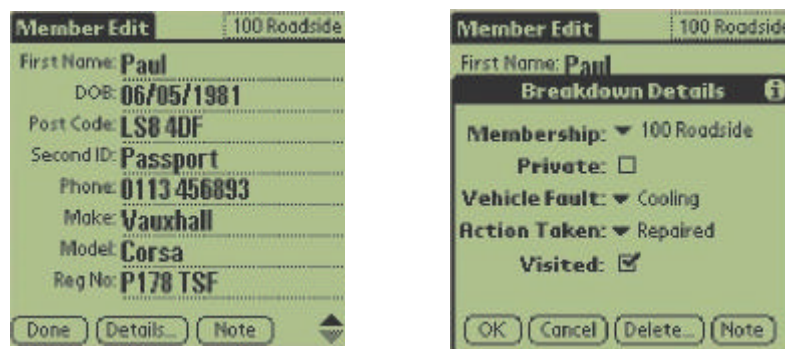 Member Edit 100 Roadside
First Name: Paul
DOB: 06/05/1981
Post Code: LS8 4DF
Second ID: Passport
Phone: 0113 456893
Make: Vauxhall
Model: Corsa
Reg No: P178 TSF
Done Details... Note
Member Edit 100 Roadside
First Name: Paul
Breakdown Details i
Membership: 100 Roadside
Private:
Vehicle Fault: Cooling
Action Taken: Repaired
Visited:
OK Cancel Delete... Note